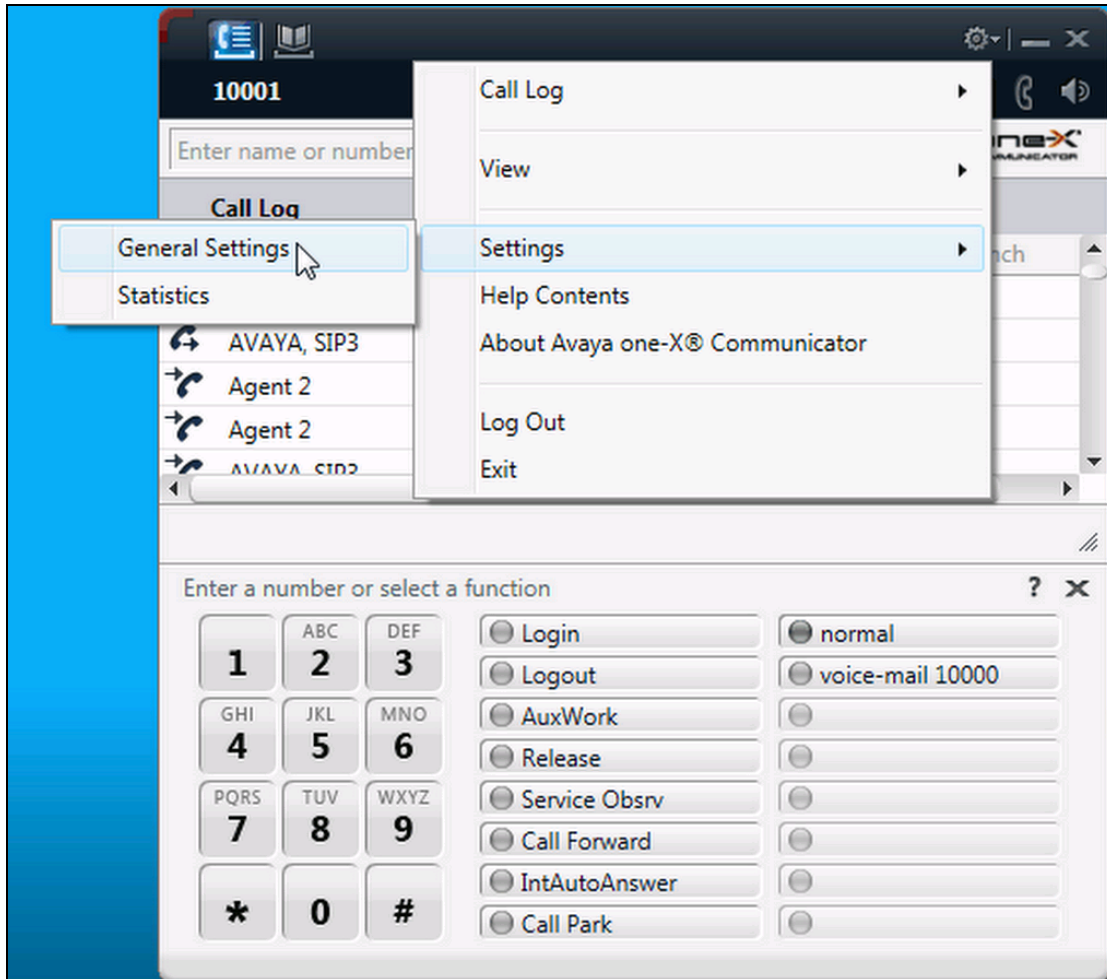 10001
Call Log
Enter name or number
View
Call Log
General Settings
Settings
Statistics
Help Contents
AVAYA, SIP3
About Avaya one-X® Communicator
Agent 2
Agent 2
Log Out
AVAYA, SIP3
Exit
Enter a number or select a function
?
1
ABC
2
DEF
3
GHI
4
JKL
5
MNO
6
PQRS
7
TUV
8
WXYZ
9
*
0
#
Login
Logout
AuxWork
Release
Service Obsrv
Call Forward
IntAutoAnswer
Call Park
normal
voice-mail 10000